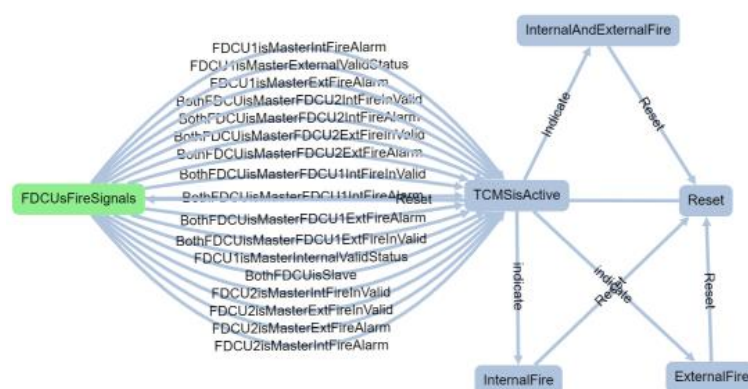 FDCU1isMasterIntFireAlarm
FDCU1isMasterExternalValidStatus
FDCU1isMasterExtFireAlarm
BothFDCUisMasterFDCU2IntFireInValid
BothFDCUisMasterFDCU2IntFireAlarm
BothFDCUisMasterFDCU2ExtFireInValid
BothFDCUisMasterFDCU2ExtFireAlarm
BothFDCUisMasterFDCU1IntFireInValid
BothFDCUisMasterFDCU1IntFireAlarm
Reset
BothFDCUisMasterFDCU1ExtFireAlarm
BothFDCUisMasterFDCU1ExtFireInValid
FDCU1isMasterInternalValidStatus
BothFDCUisSlave
FDCU2isMasterIntFireInValid
FDCU2isMasterExtFireInValid
FDCU2isMasterExtFireAlarm
FDCU2isMasterIntFireAlarm
FDCUsFireSignals
TCMSisActive
InternalAndExternalFire
Indicate
Reset
Reset
indicate
indicate
Reset
Reset
InternalFire
ExternalFire